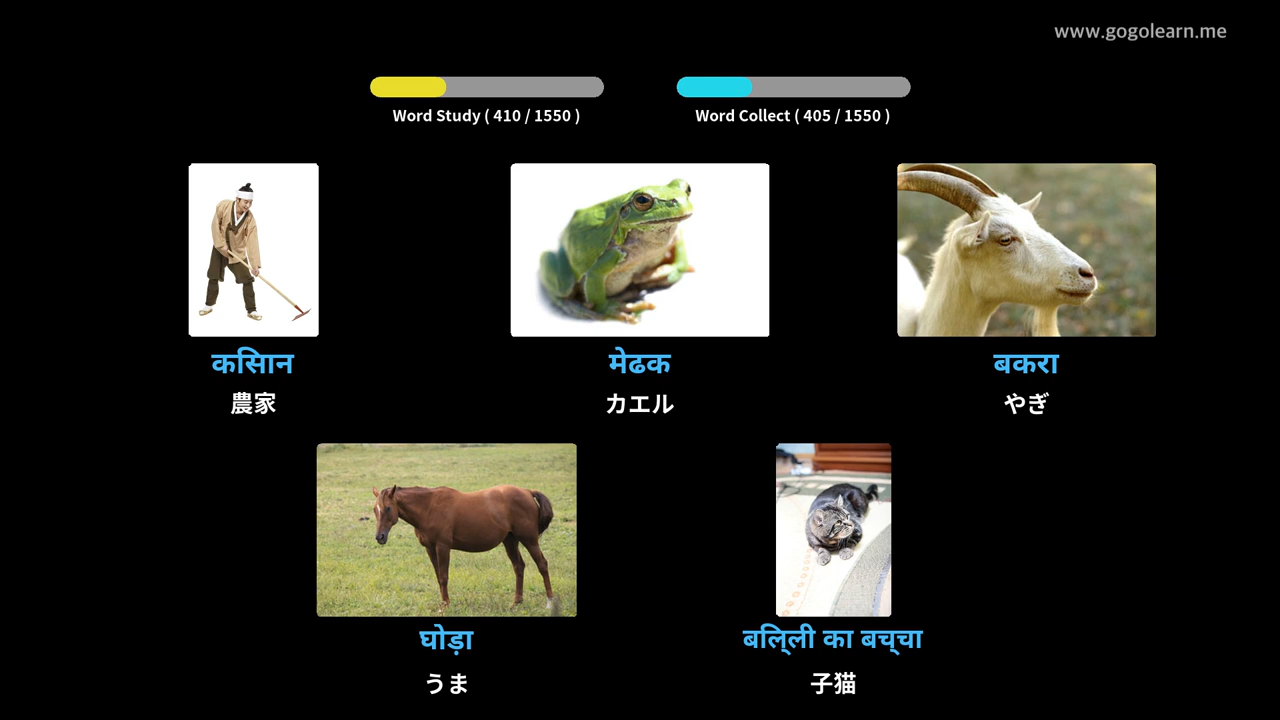 www.gogolearn.me
Word Study ( 410 / 1550 )
Word Collect ( 405 / 1550 )
किसान
मेढक
बकरा
農家
カエル
やぎ
घोड़ा
बिल्ली का बच्चा
うま
子猫